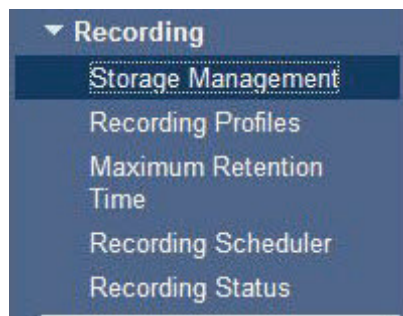 Recording
Storage Management
Recording Profiles
Maximum Retention
Time
Recording Scheduler
Recording Status